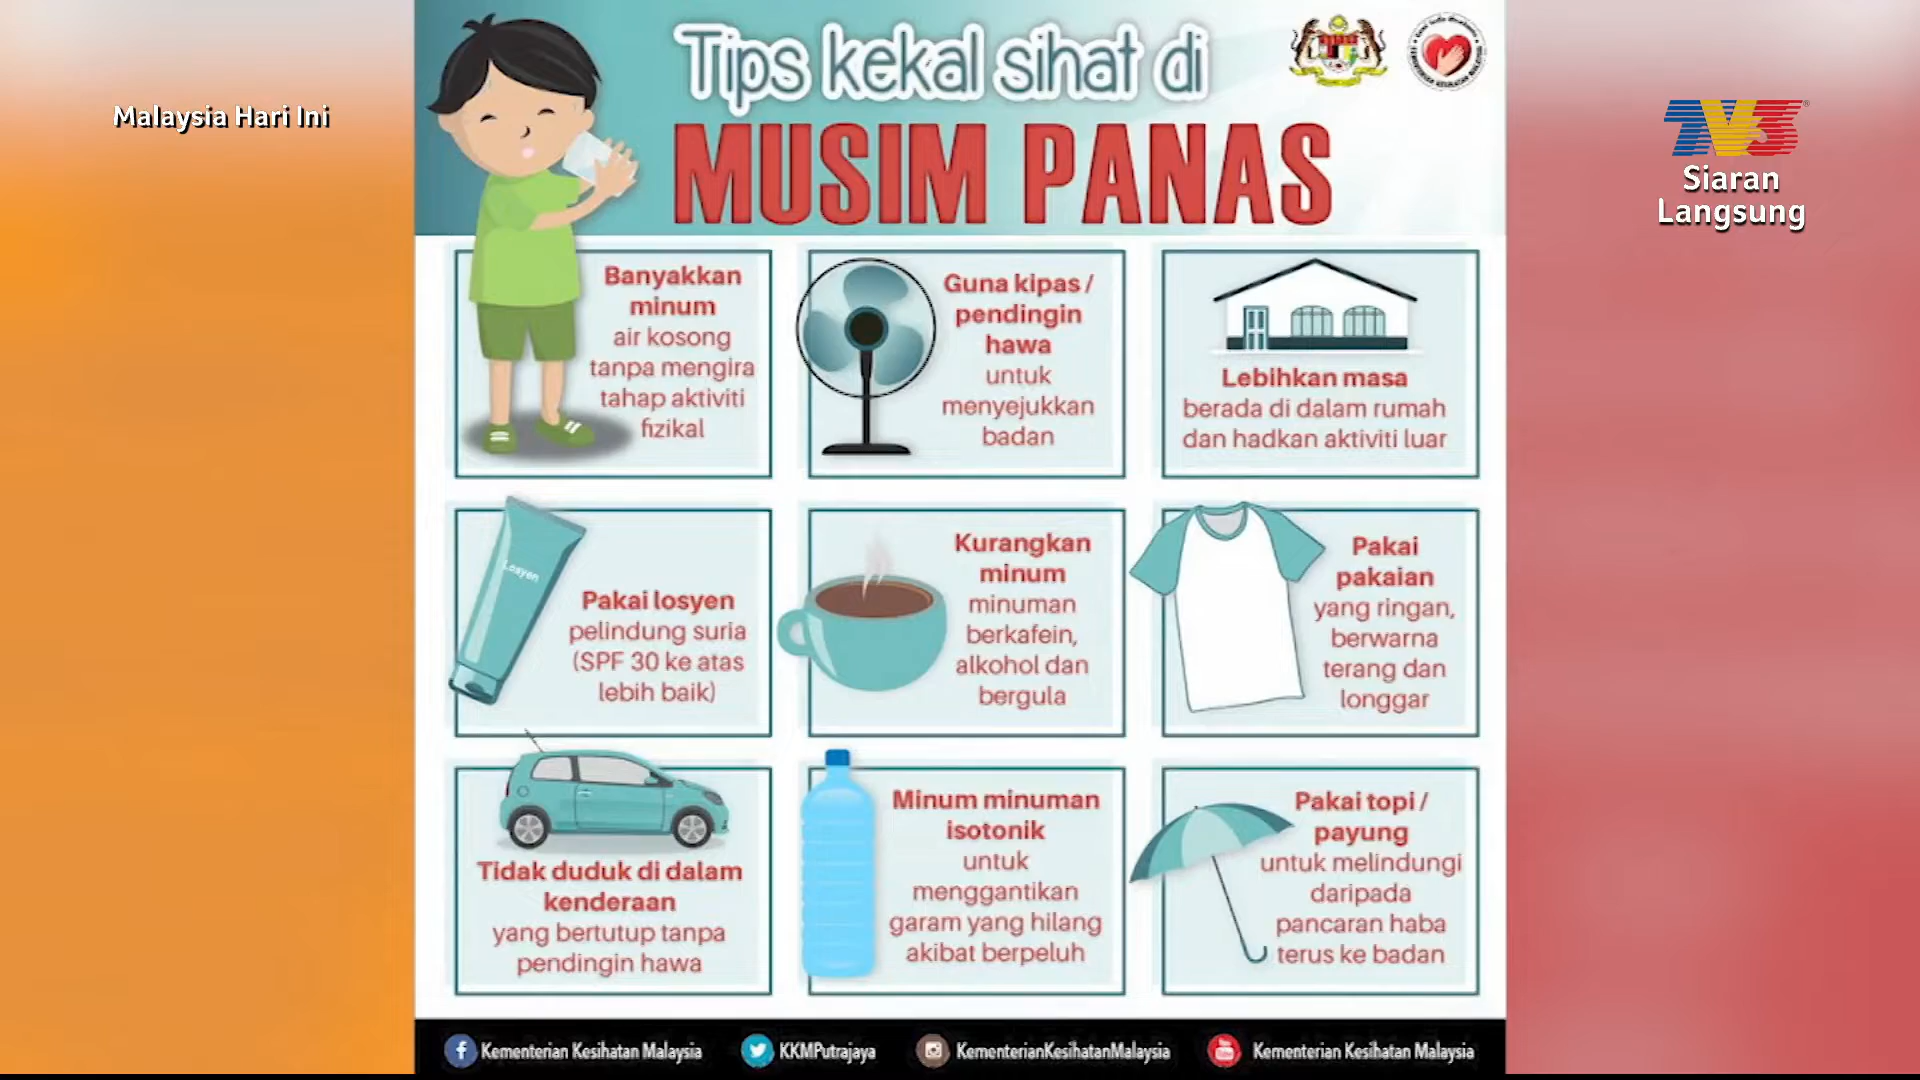 Malaysia Hari Ini
TV3
Siaran
Langsung
Tips kekal sihat di
MUSIM PANAS
Banyakkan
minum
air kosong
tanpa mengira
tahap aktiviti
fizikal
Guna kipas /
pendingin
hawa
untuk
menyejukkan
badan
Lebihkan masa
berada di dalam rumah
dan hadkan aktiviti luar
Losyen
Pakai losyen
pelindung suria
(SPF 30 ke atas
lebih baik)
Kurangkan
minum
minuman
berkafein,
alkohol dan
bergula
Pakai
pakaian
yang ringan,
berwarna
terang dan
longgar
Tidak duduk di dalam
kenderaan
yang bertutup tanpa
pendingin hawa
Minum minuman
isotonik
untuk
menggantikan
garam yang hilang
akibat berpeluh
Pakai topi /
payung
untuk melindungi
daripada
pancaran haba
terus ke badan
Kementerian Kesihatan Malaysia
KKMPutrajaya
KementerianKesihatanMalaysia
Kementerian Kesihatan Malaysia